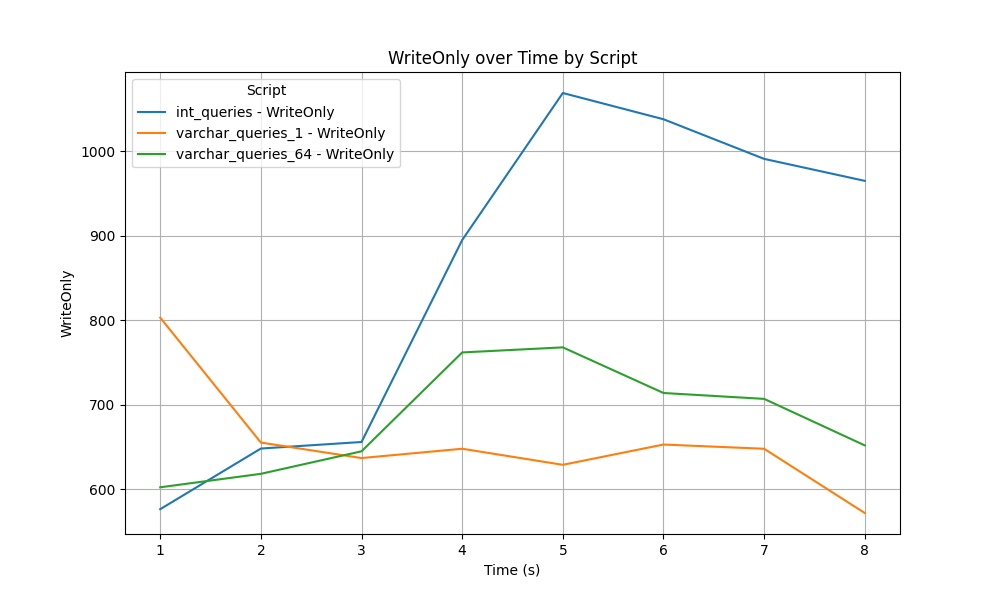 WriteOnly over Time by Script
Script
int_queries - WriteOnly
varchar_queries_1 - WriteOnly
varchar_queries_64 - WriteOnly
WriteOnly
1000
900
800
700
600
1 2 3 4 5 6 7 8
Time (s)